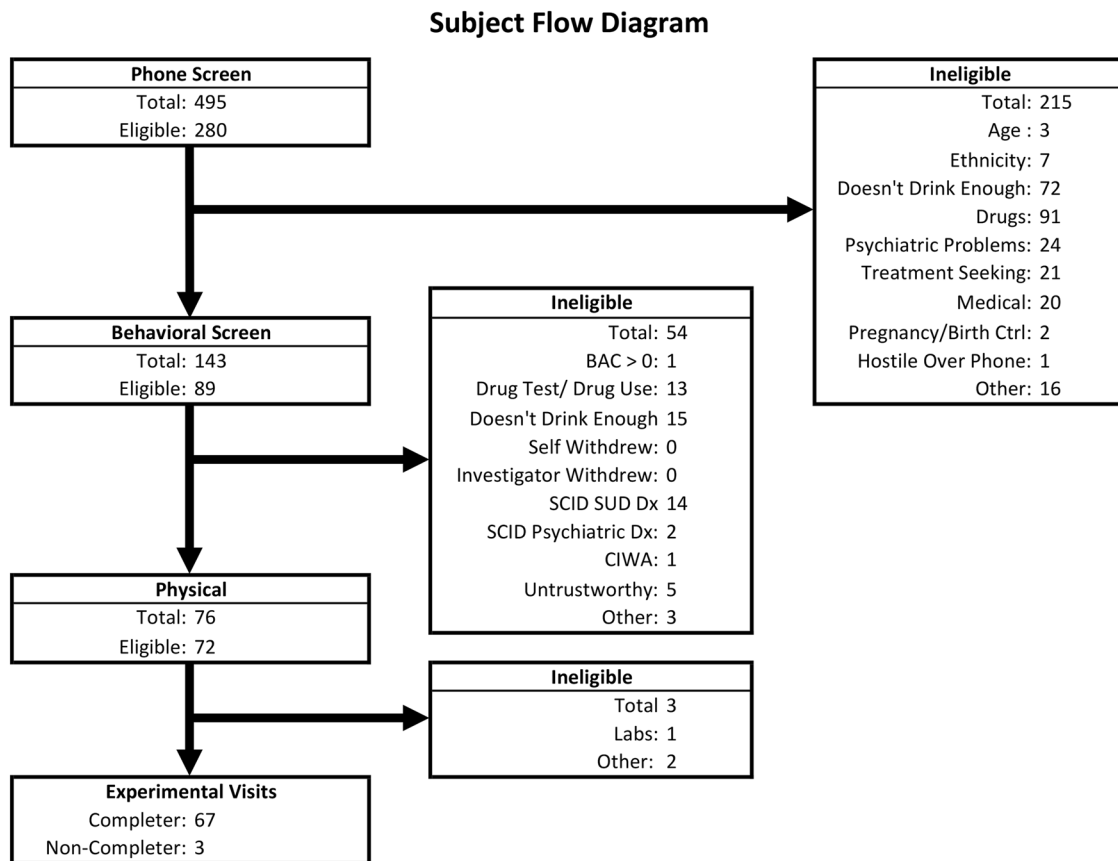 Subject Flow Diagram
Phone Screen
Total: 495
Eligible: 280
Ineligible
Total: 215
Age : 3
Ethnicity: 7
Doesn't Drink Enough: 72
Drugs: 91
Psychiatric Problems: 24
Treatment Seeking: 21
Medical: 20
Pregnancy/Birth Ctrl: 2
Hostile Over Phone: 1
Other: 16
Behavioral Screen
Total: 143
Eligible: 89
Ineligible
Total: 54
BAC > 0: 1
Drug Test/ Drug Use: 13
Doesn't Drink Enough 15
Self Withdrew: 0
Investigator Withdrew: 0
SCID SUD Dx 14
SCID Psychiatric Dx: 2
CIWA: 1
Untrustworthy: 5
Other: 3
Physical
Total: 76
Eligible: 72
Ineligible
Total 3
Labs: 1
Other: 2
Experimental Visits
Completer: 67
Non-Completer: 3